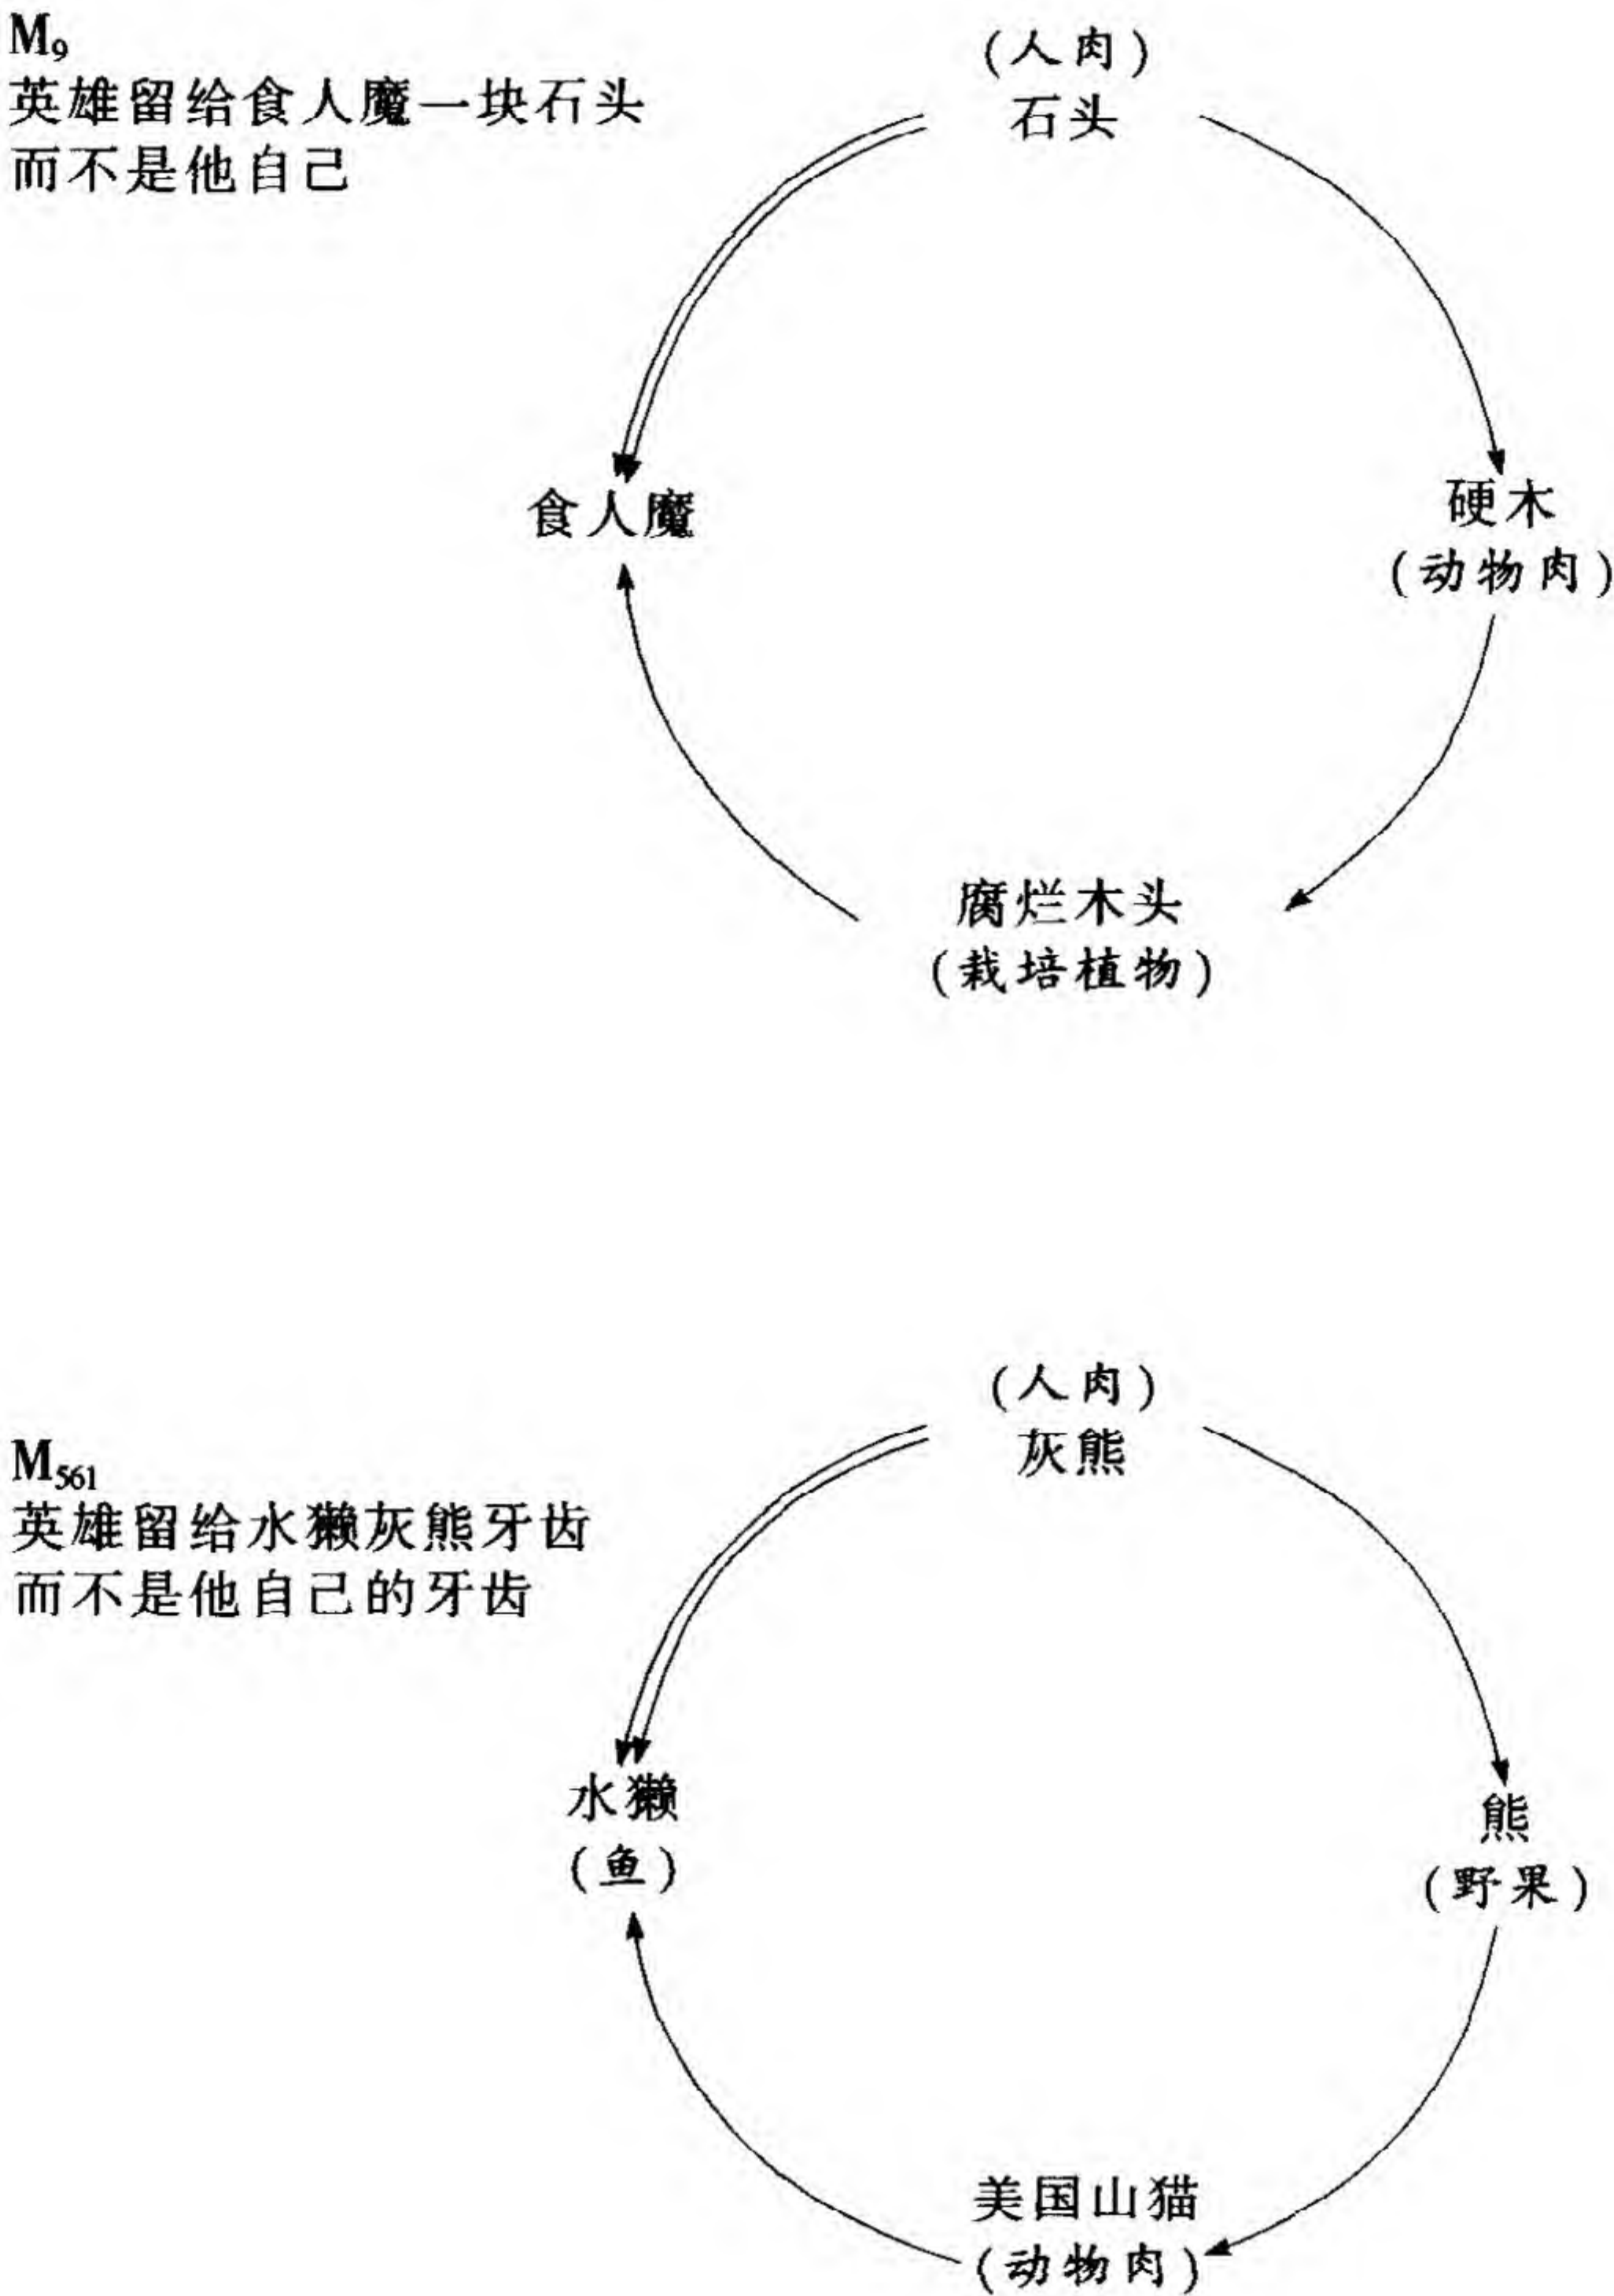 M₉
英雄留给食人魔一块石头
而不是他自己
(人肉)
石头
食人魔
硬木
(动物肉)
腐烂木头
(栽培植物)
M₅₆₁
英雄留给水獭灰熊牙齿
而不是他自己的牙齿
(人肉)
灰熊
水獭
(鱼)
熊
(野果)
美国山猫
(动物肉)